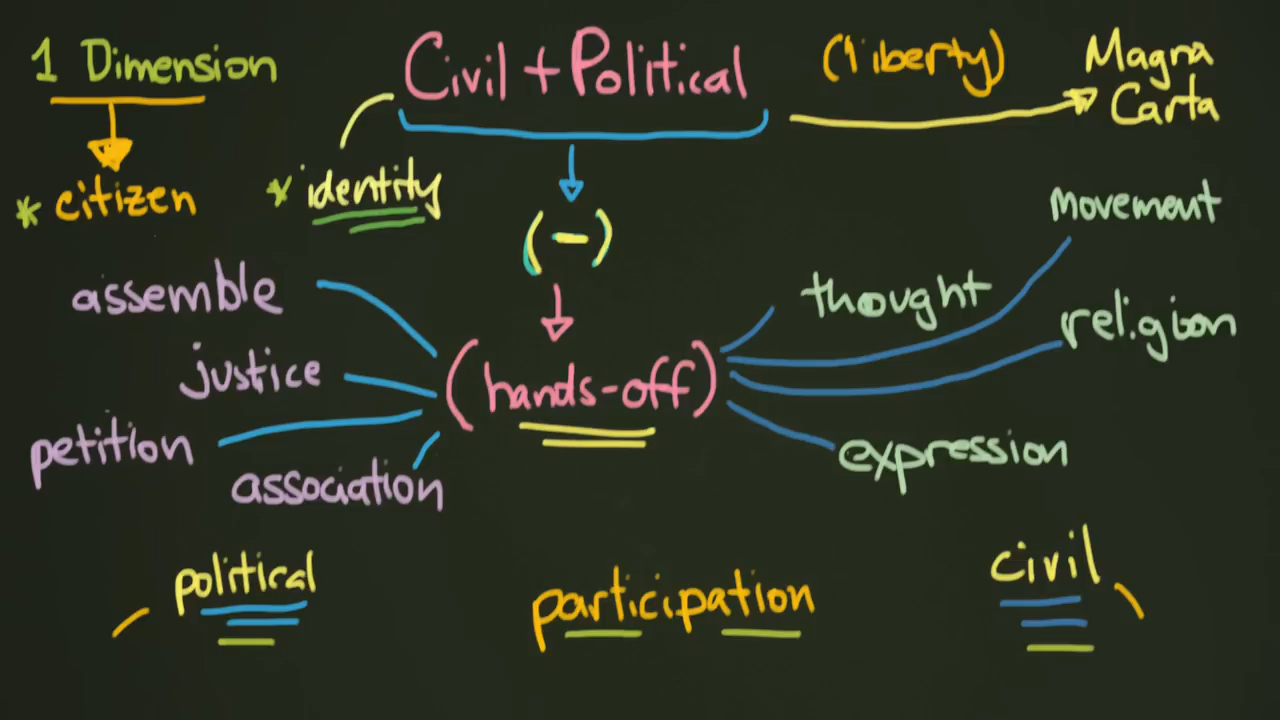 1 Dimension
Civil + Political
(liberty)
Magna
Carta
* citizen
* identity
(-)
movement
assemble
thought
religion
justice
(hands-off)
petition
expression
association
political
participation
civil